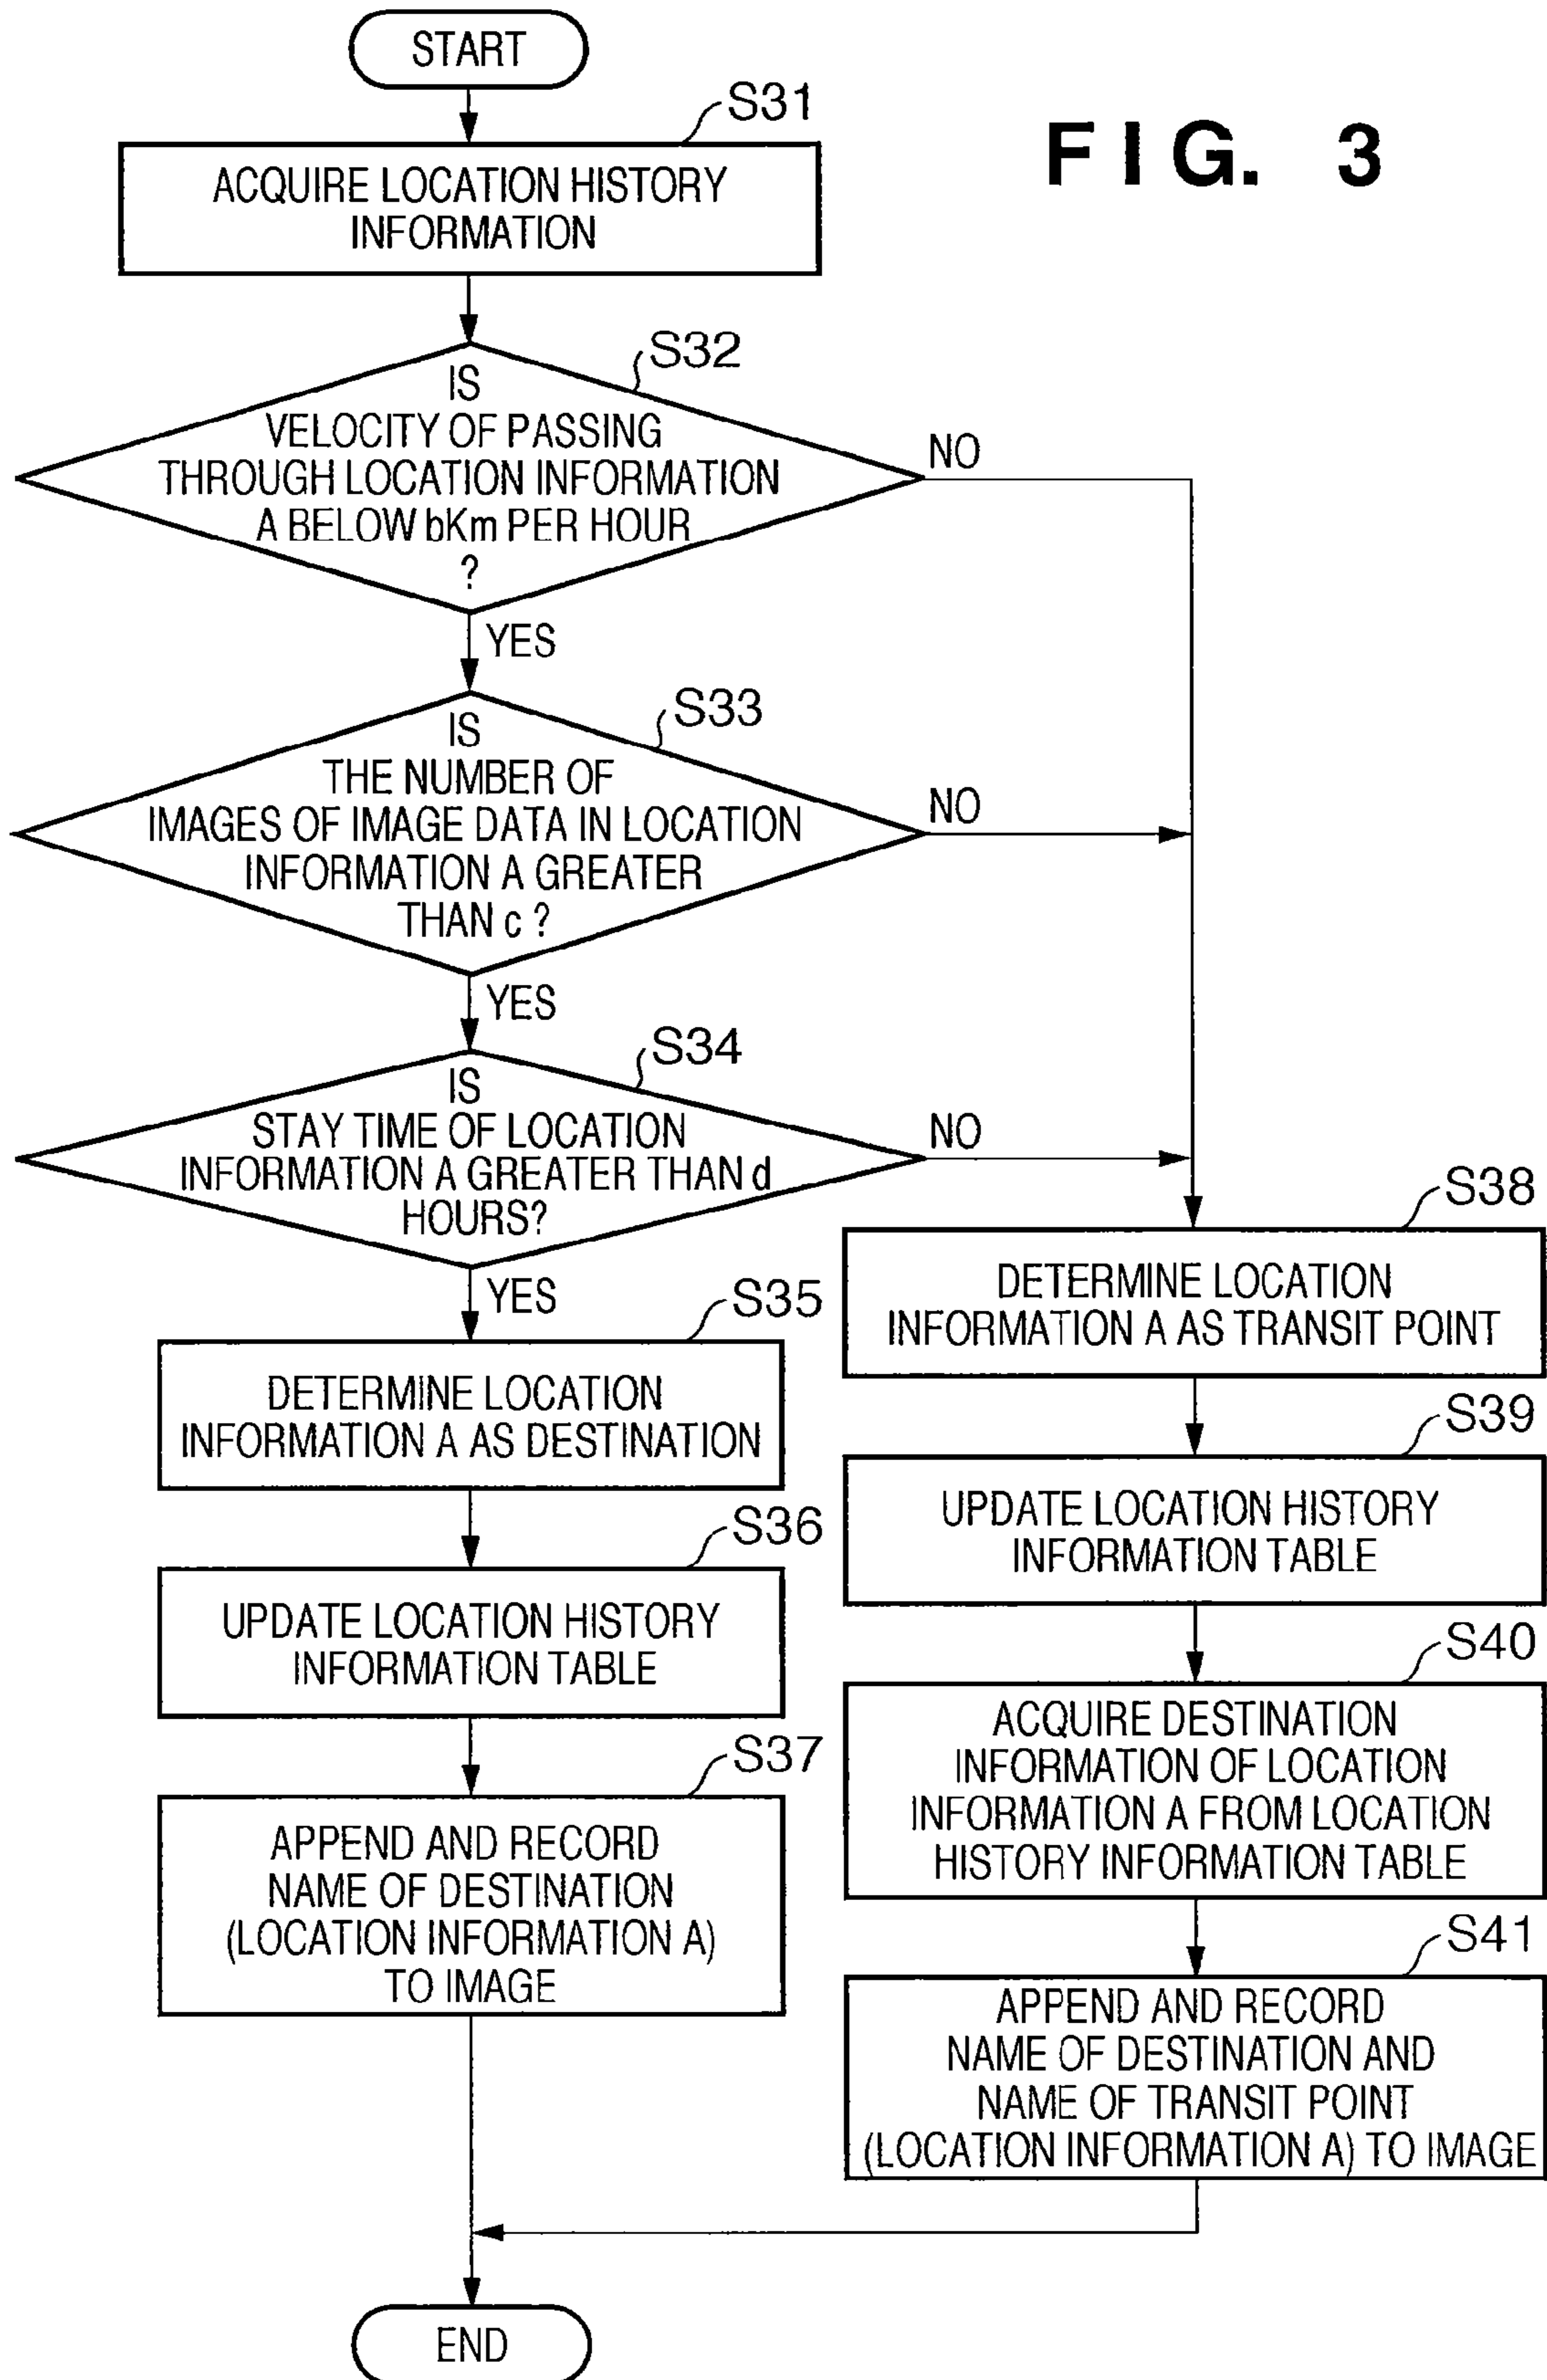 START
S31
FIG. 3
ACQUIRE LOCATION HISTORY
INFORMATION
S32
IS
VELOCITY OF PASSING
THROUGH LOCATION INFORMATION
A BELOW bKm PER HOUR
?
NO
YES
S33
IS
THE NUMBER OF
IMAGES OF IMAGE DATA IN LOCATION
INFORMATION A GREATER
THAN c ?
NO
YES
S34
IS
STAY TIME OF LOCATION
INFORMATION A GREATER THAN d
HOURS?
NO
YES
S35
DETERMINE LOCATION
INFORMATION A AS DESTINATION
S36
UPDATE LOCATION HISTORY
INFORMATION TABLE
S37
APPEND AND RECORD
NAME OF DESTINATION
(LOCATION INFORMATION A)
TO IMAGE
S38
DETERMINE LOCATION
INFORMATION A AS TRANSIT POINT
S39
UPDATE LOCATION HISTORY
INFORMATION TABLE
S40
ACQUIRE DESTINATION
INFORMATION OF LOCATION
INFORMATION A FROM LOCATION
HISTORY INFORMATION TABLE
S41
APPEND AND RECORD
NAME OF DESTINATION AND
NAME OF TRANSIT POINT
(LOCATION INFORMATION A) TO IMAGE
END